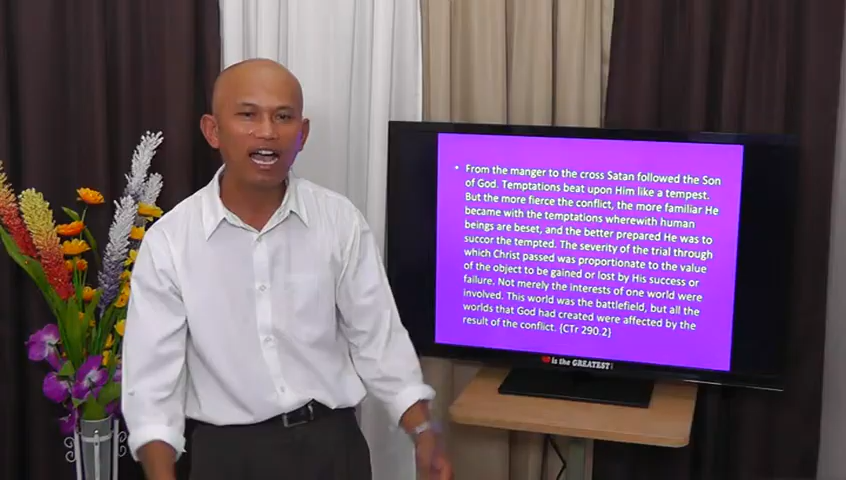 • From the manger to the cross Satan followed the Son
of God. Temptations beat upon Him like a tempest.
But the more fierce the conflict, the more familiar He
became with the temptations wherewith human
beings are beset, and the better prepared He was to
succor the tempted. The severity of the trial through
which Christ passed was proportionate to the value
of the object to be gained or lost by His success or
failure. Not merely the interests of one world were
involved. This world was the battlefield, but all the
worlds that God had created were affected by the
result of the conflict. {CTr 290.2}
is the GREATEST!